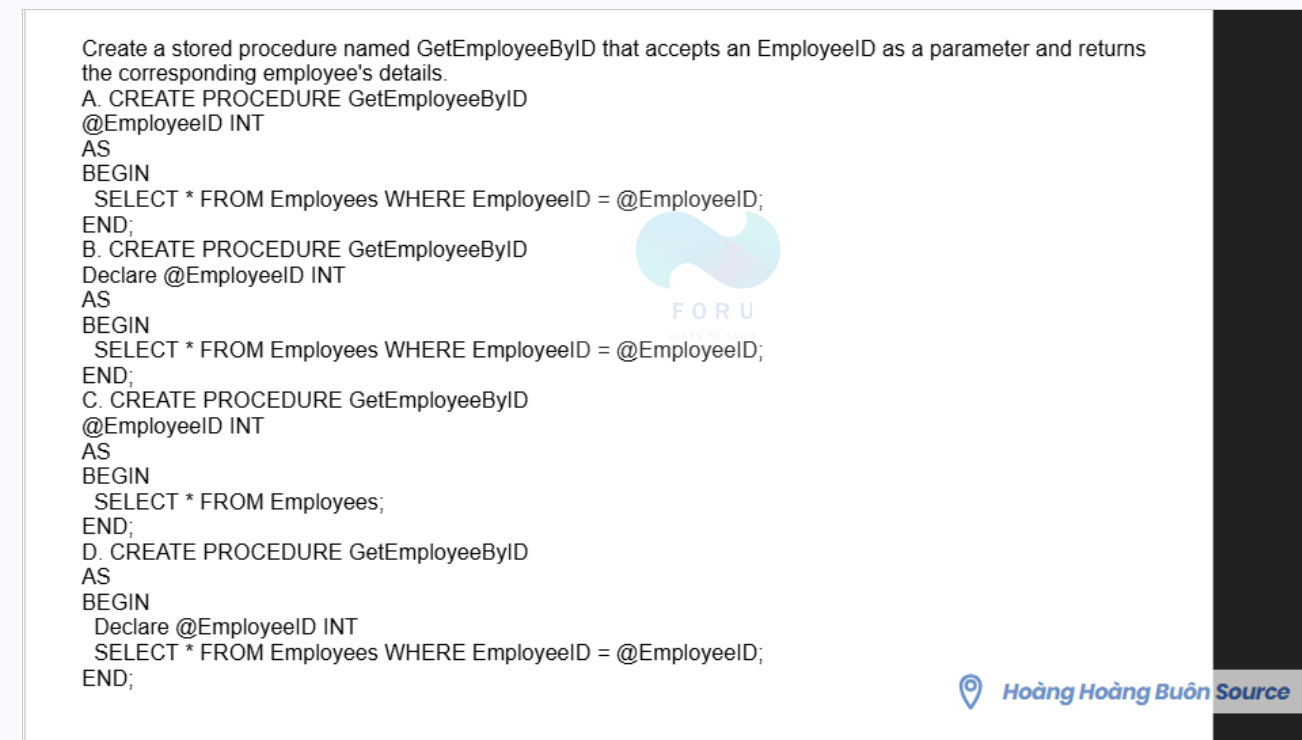 Create a stored procedure named GetEmployeeByID that accepts an EmployeeID as a parameter and returns
the corresponding employee's details.
A. CREATE PROCEDURE GetEmployeeByID
@EmployeeID INT
AS
BEGIN
SELECT * FROM Employees WHERE EmployeeID = @EmployeeID;
END;
B. CREATE PROCEDURE GetEmployeeByID
Declare @EmployeeID INT
AS
BEGIN
SELECT * FROM Employees WHERE EmployeeID = @EmployeeID;
END;
C. CREATE PROCEDURE GetEmployeeByID
@EmployeeID INT
AS
BEGIN
SELECT * FROM Employees;
END;
D. CREATE PROCEDURE GetEmployeeByID
AS
BEGIN
Declare @EmployeeID INT
SELECT * FROM Employees WHERE EmployeeID = @EmployeeID;
END;
FORU
Hoàng Hoàng Buôn Source